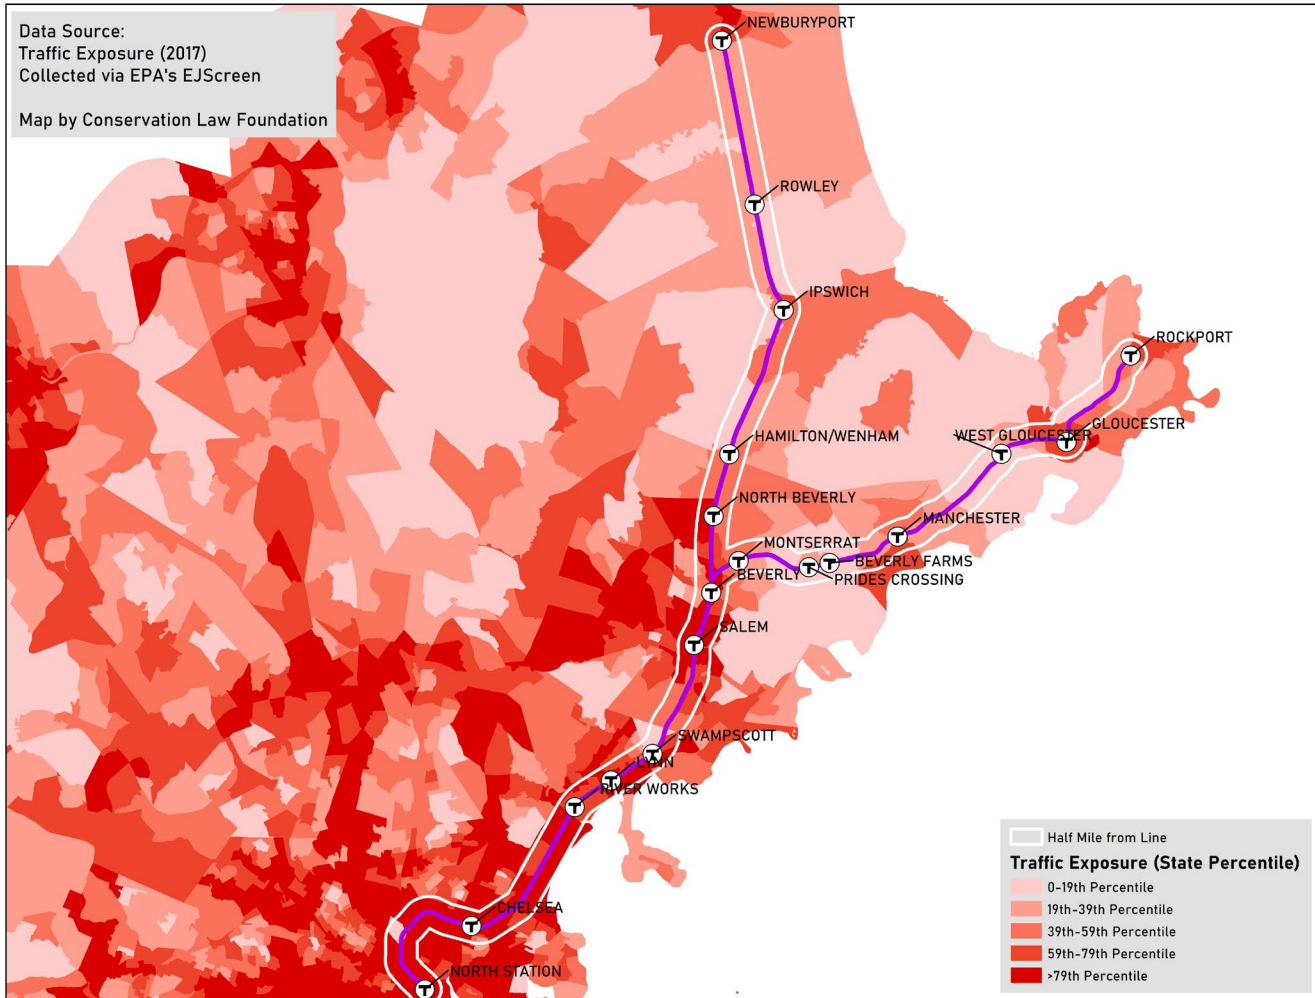 Data Source:
Traffic Exposure (2017)
Collected via EPA's EJScreen
Map by Conservation Law Foundation
NEWBURYPORT
ROWLEY
IPSWICH
ROCKPORT
GLOUCESTER
WEST GLOUCESTER
HAMILTON/WENHAM
NORTH BEVERLY
MANCHESTER
MONTSERRAT
BEVERLY FARMS
BEVERLY
PRIDES CROSSING
SALEM
SWAMPSCOTT
LYNN
RIVER WORKS
CHELSEA
NORTH STATION
Half Mile from Line
Traffic Exposure (State Percentile)
0-19th Percentile
19th-39th Percentile
39th-59th Percentile
59th-79th Percentile
>79th Percentile